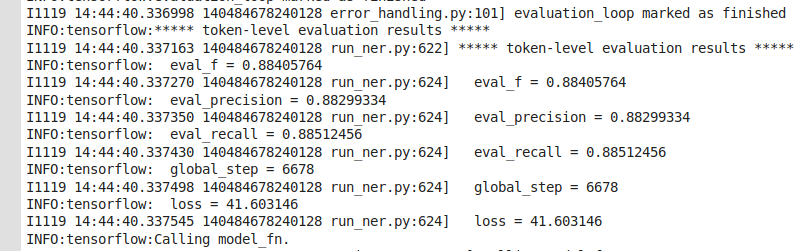 I1119 14:44:40.336998 140484678240128 error_handling.py:101] evaluation_loop marked as finished
INFO:tensorflow:***** token-level evaluation results *****
I1119 14:44:40.337163 140484678240128 run_ner.py:622] ***** token-level evaluation results *****
INFO:tensorflow:  eval_f = 0.88405764
I1119 14:44:40.337270 140484678240128 run_ner.py:624]   eval_f = 0.88405764
INFO:tensorflow:  eval_precision = 0.88299334
I1119 14:44:40.337350 140484678240128 run_ner.py:624]   eval_precision = 0.88299334
INFO:tensorflow:  eval_recall = 0.88512456
I1119 14:44:40.337430 140484678240128 run_ner.py:624]   eval_recall = 0.88512456
INFO:tensorflow:  global_step = 6678
I1119 14:44:40.337498 140484678240128 run_ner.py:624]   global_step = 6678
INFO:tensorflow:  loss = 41.603146
I1119 14:44:40.337545 140484678240128 run_ner.py:624]   loss = 41.603146
INFO:tensorflow:Calling model_fn.